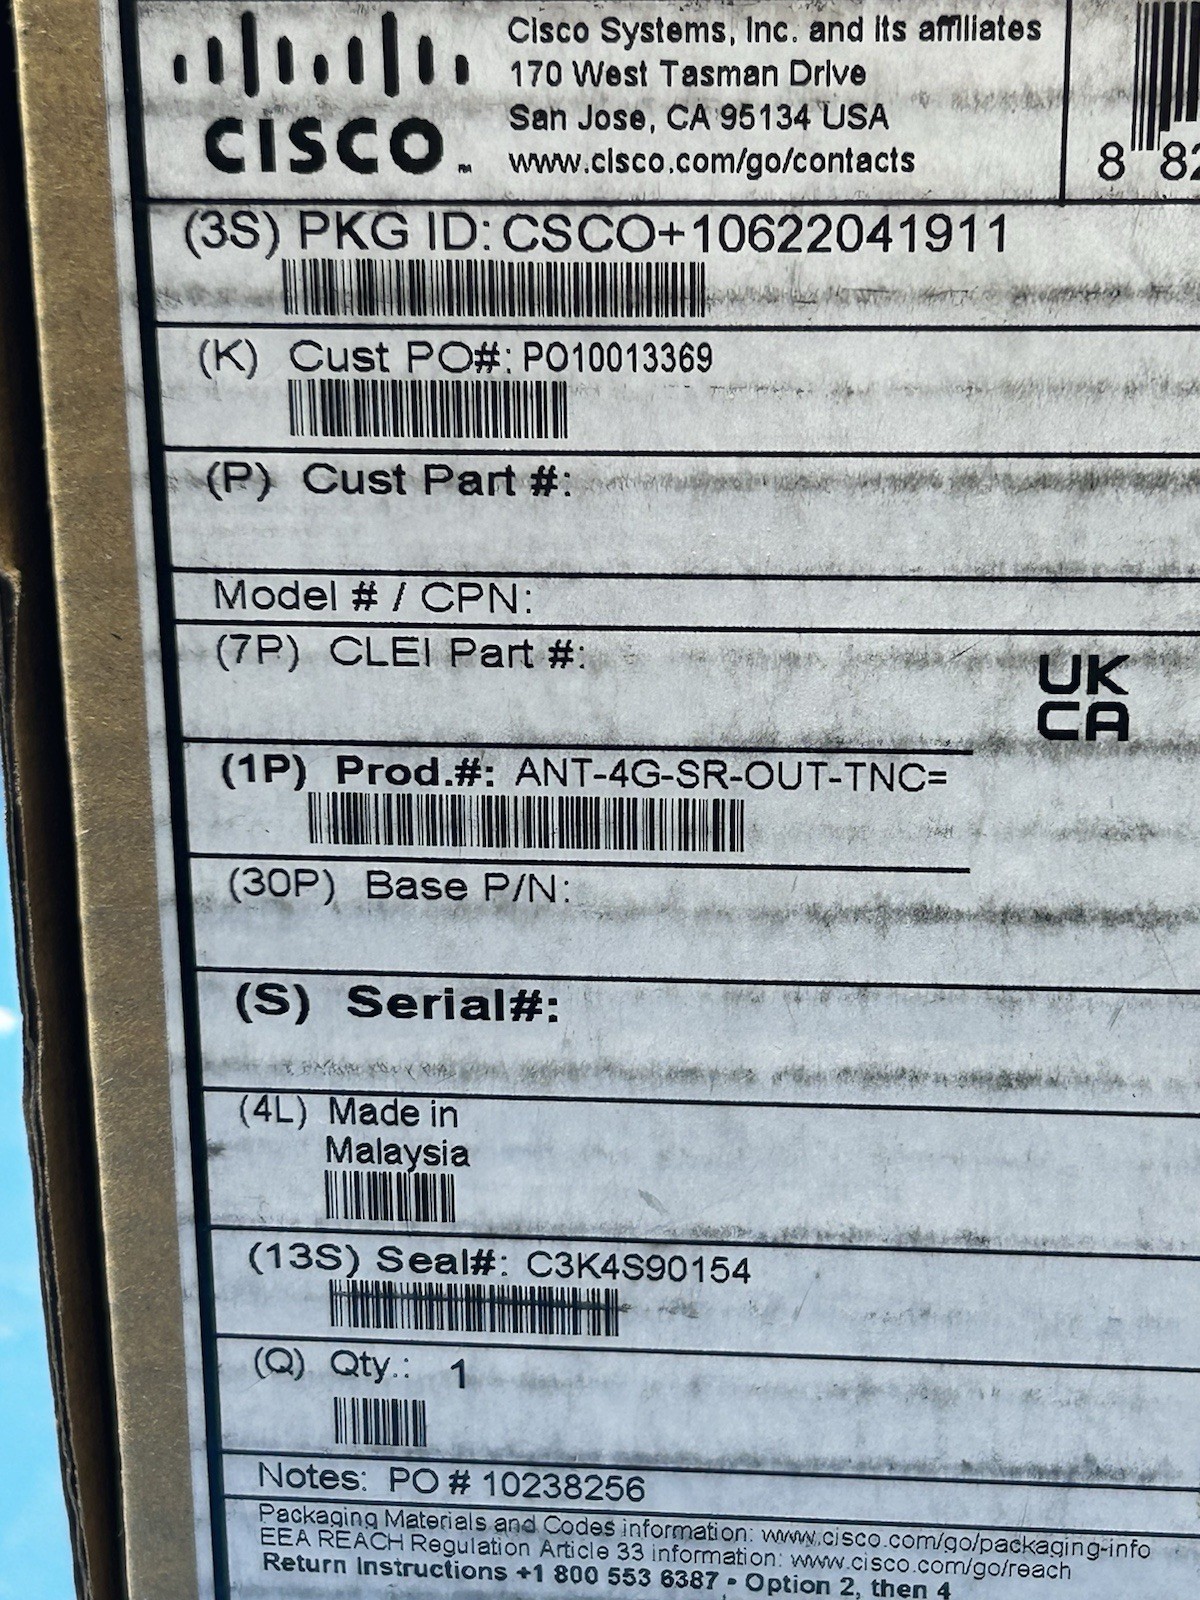 CISCO™
Cisco Systems, Inc. and its affiliates
170 West Tasman Drive
San Jose, CA 95134 USA
www.cisco.com/go/contacts
8 82
(3S) PKG ID: CSCO+10622041911
(K) Cust PO#: PO10013369
(P) Cust Part #:
Model # / CPN:
(7P) CLEI Part #:
UK
CA
(1P) Prod.#: ANT-4G-SR-OUT-TNC=
(30P) Base P/N:
(S) Serial#:
(4L) Made in
Malaysia
(13S) Seal#: C3K4S90154
(Q) Qty.: 1
Notes: PO # 10238256
Packaging Materials and Codes information: www.cisco.com/go/packaging-info
EEA REACH Regulation Article 33 information: www.cisco.com/go/reach
Return Instructions +1 800 553 6387 - Option 2, then 4